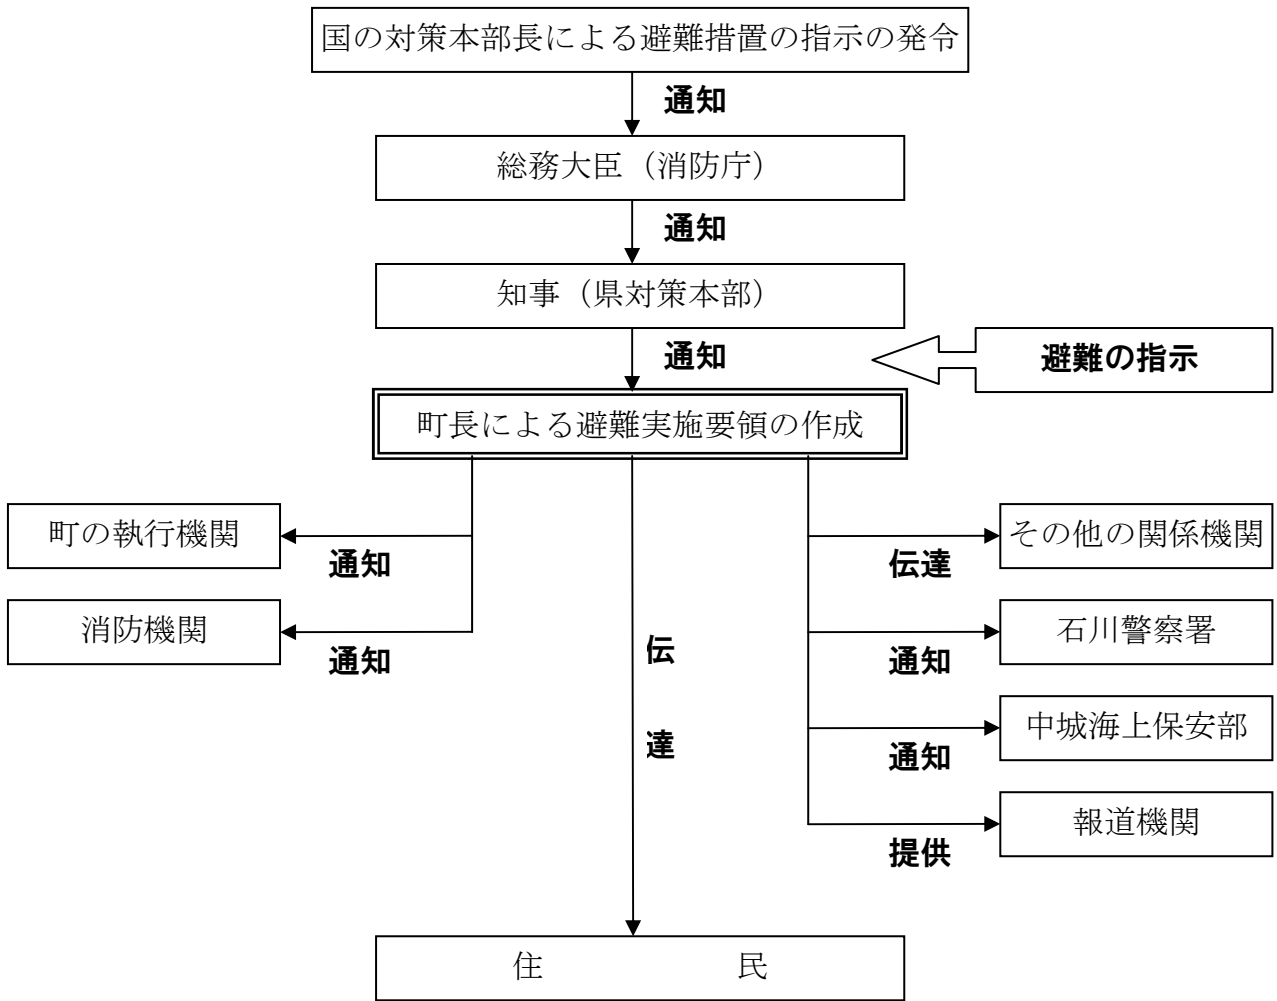 国の対策本部長による避難措置の指示の発令
通知
総務大臣（消防庁）
通知
知事（県対策本部）
通知
避難の指示
町長による避難実施要領の作成
町の執行機関
通知
消防機関
通知
伝
達
その他の関係機関
伝達
石川警察署
通知
中城海上保安部
通知
報道機関
提供
住 民